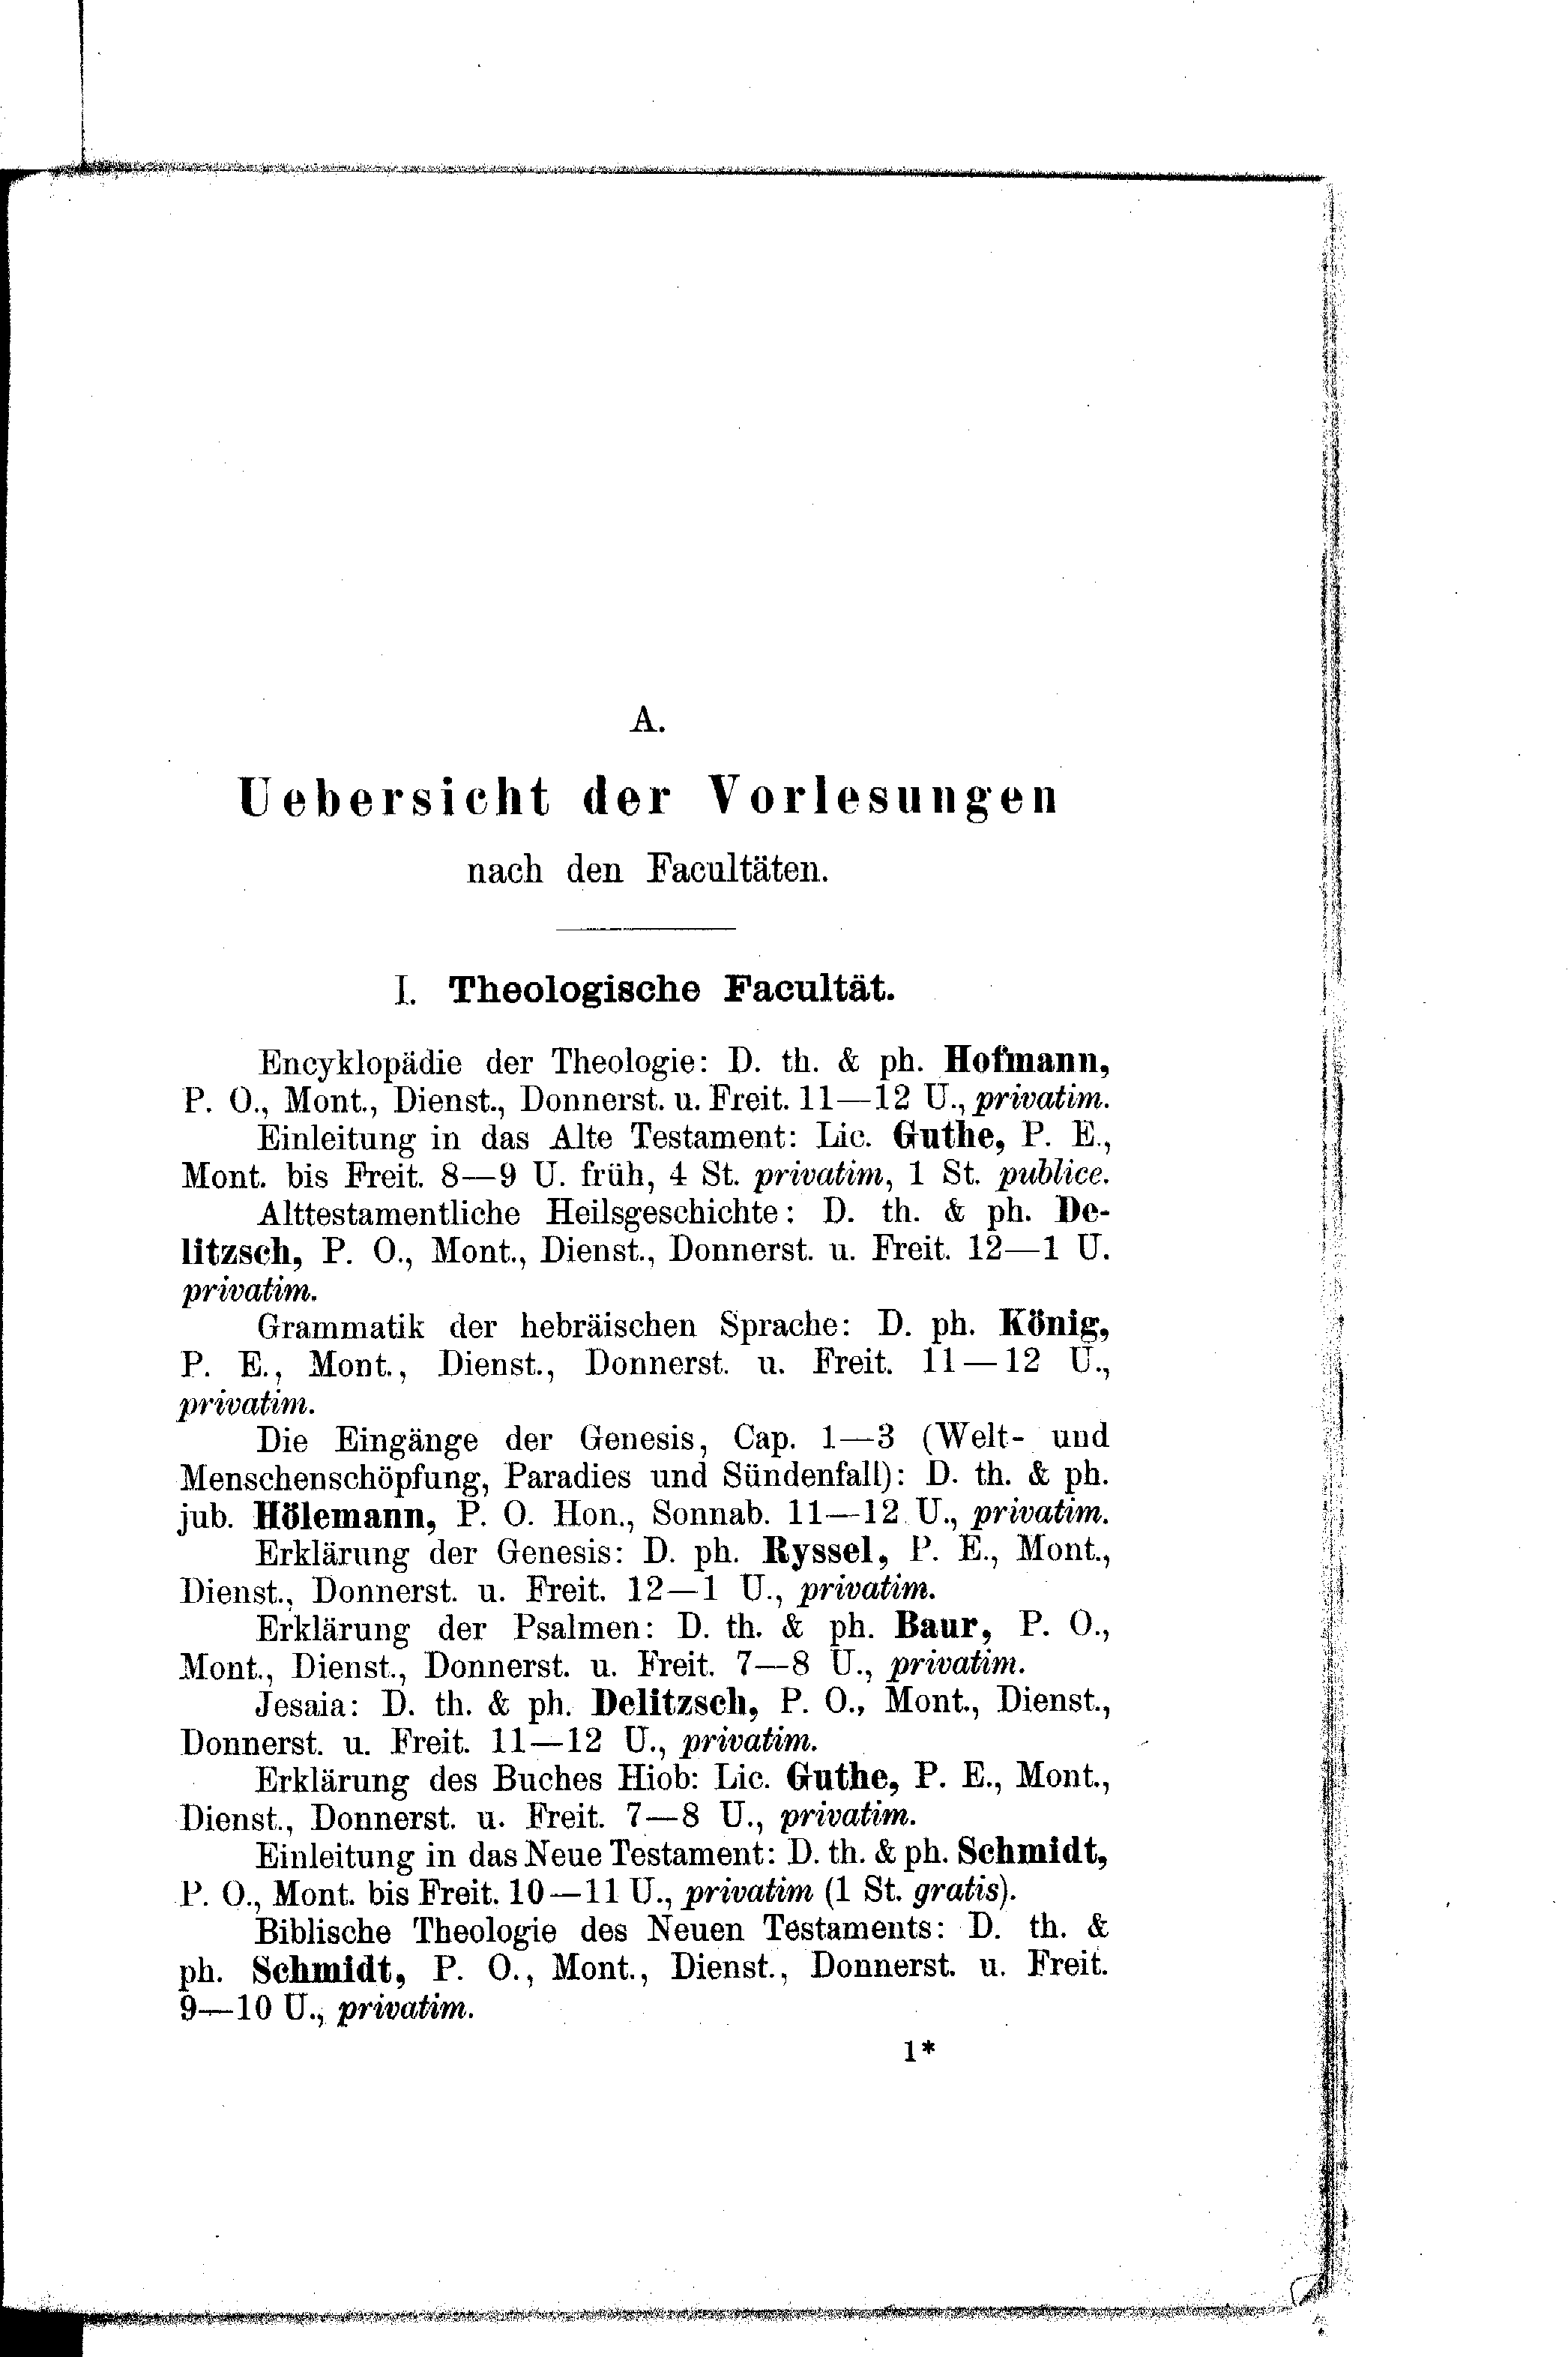 A.
Uebersicht der Vorlesungen
nach den Facultäten.
I. Theologische Facultät.
Encyklopädie der Theologie: D. th. & ph. Hofmann,
P. O., Mont., Dienst., Donnerst. u. Freit. 11—12 U., privatim.
Einleitung in das Alte Testament: Lic. Guthe, P. E.,
Mont. bis Freit. 8—9 U. früh, 4 St. privatim, 1 St. publice.
Alttestamentliche Heilsgeschichte: D. th. & ph. De-
litzsch, P. O., Mont., Dienst., Donnerst. u. Freit. 12—1 U.
privatim.
Grammatik der hebräischen Sprache: D. ph. König,
P. E., Mont., Dienst., Donnerst. u. Freit. 11—12 U.,
privatim.
Die Eingänge der Genesis, Cap. 1—3 (Welt- und
Menschenschöpfung, Paradies und Sündenfall): D. th. & ph.
jub. Hölemann, P. O. Hon., Sonnab. 11—12 U., privatim.
Erklärung der Genesis: D. ph. Ryssel, P. E., Mont.,
Dienst., Donnerst. u. Freit. 12—1 U., privatim.
Erklärung der Psalmen: D. th. & ph. Baur, P. O.,
Mont., Dienst., Donnerst. u. Freit. 7—8 U., privatim.
Jesaia: D. th. & ph. Delitzsch, P. O., Mont., Dienst.,
Donnerst. u. Freit. 11—12 U., privatim.
Erklärung des Buches Hiob: Lic. Guthe, P. E., Mont.,
Dienst., Donnerst. u. Freit. 7—8 U., privatim.
Einleitung in das Neue Testament: D. th. & ph. Schmidt,
P. O., Mont. bis Freit. 10—11 U., privatim (1 St. gratis).
Biblische Theologie des Neuen Testaments: D. th. &
ph. Schmidt, P. O., Mont., Dienst., Donnerst. u. Freit.
9—10 U., privatim.
1*